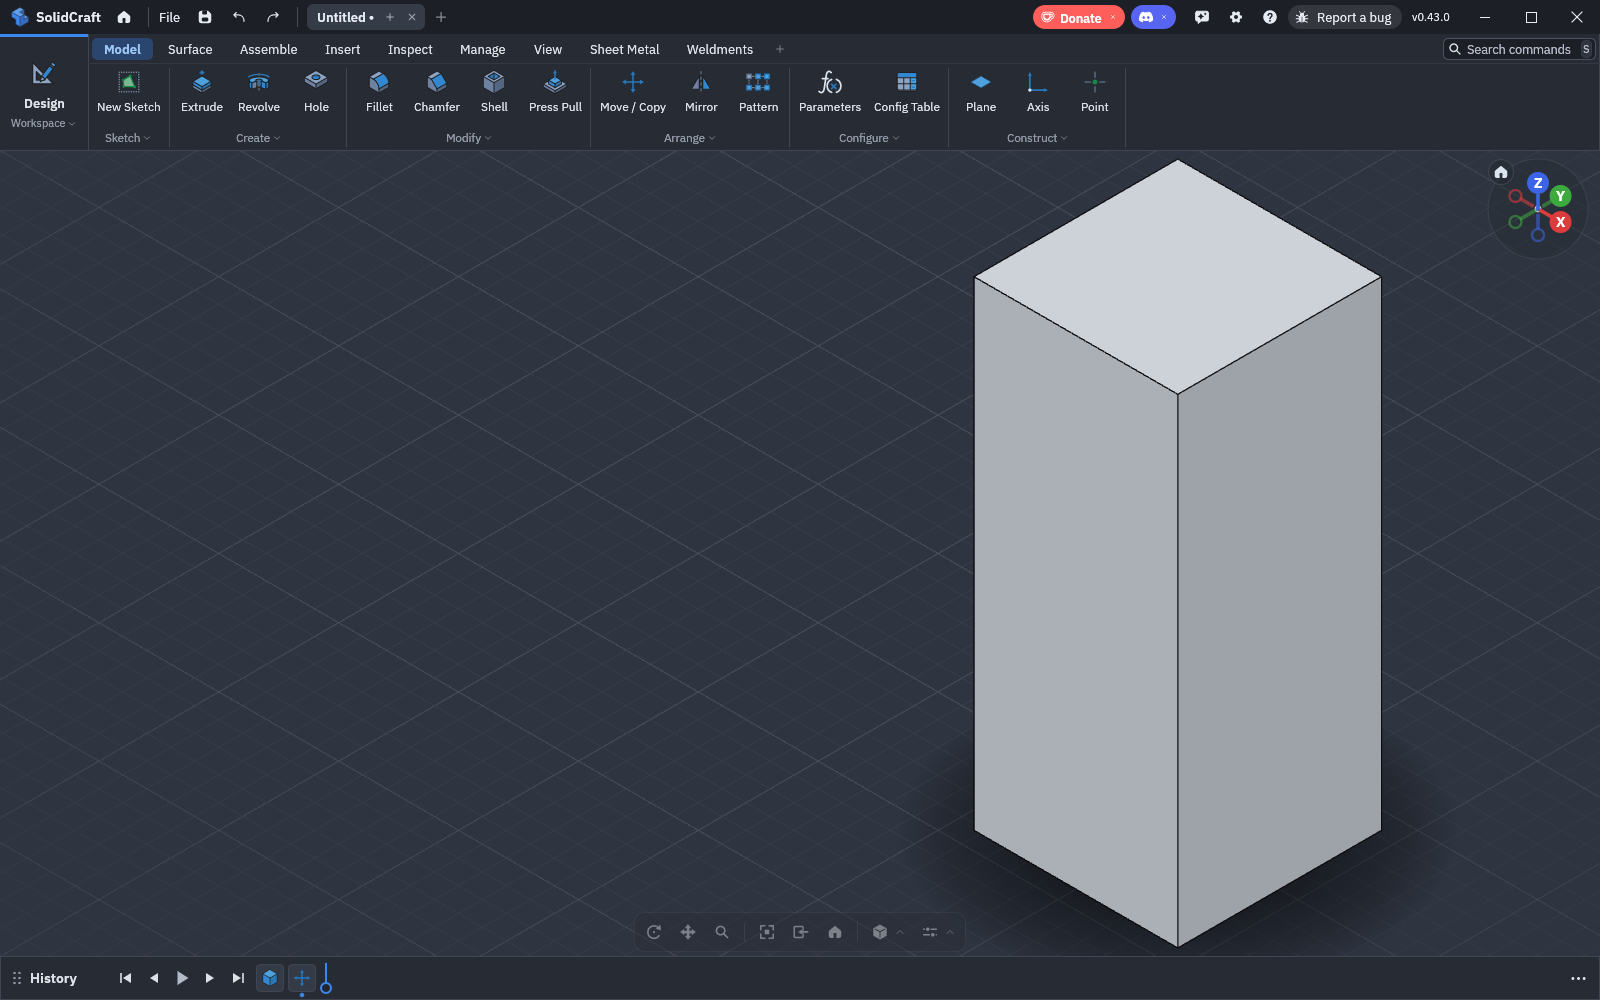 SolidCraft File Untitled • Donate Report a bug v0.43.0
Model Surface Assemble Insert Inspect Manage View Sheet Metal Weldments Search commands S
Design
Workspace
New Sketch Extrude Revolve Hole Fillet Chamfer Shell Press Pull Move / Copy Mirror Pattern Parameters Config Table Plane Axis Point
Sketch Create Modify Arrange Configure Construct
Z
Y
X
History